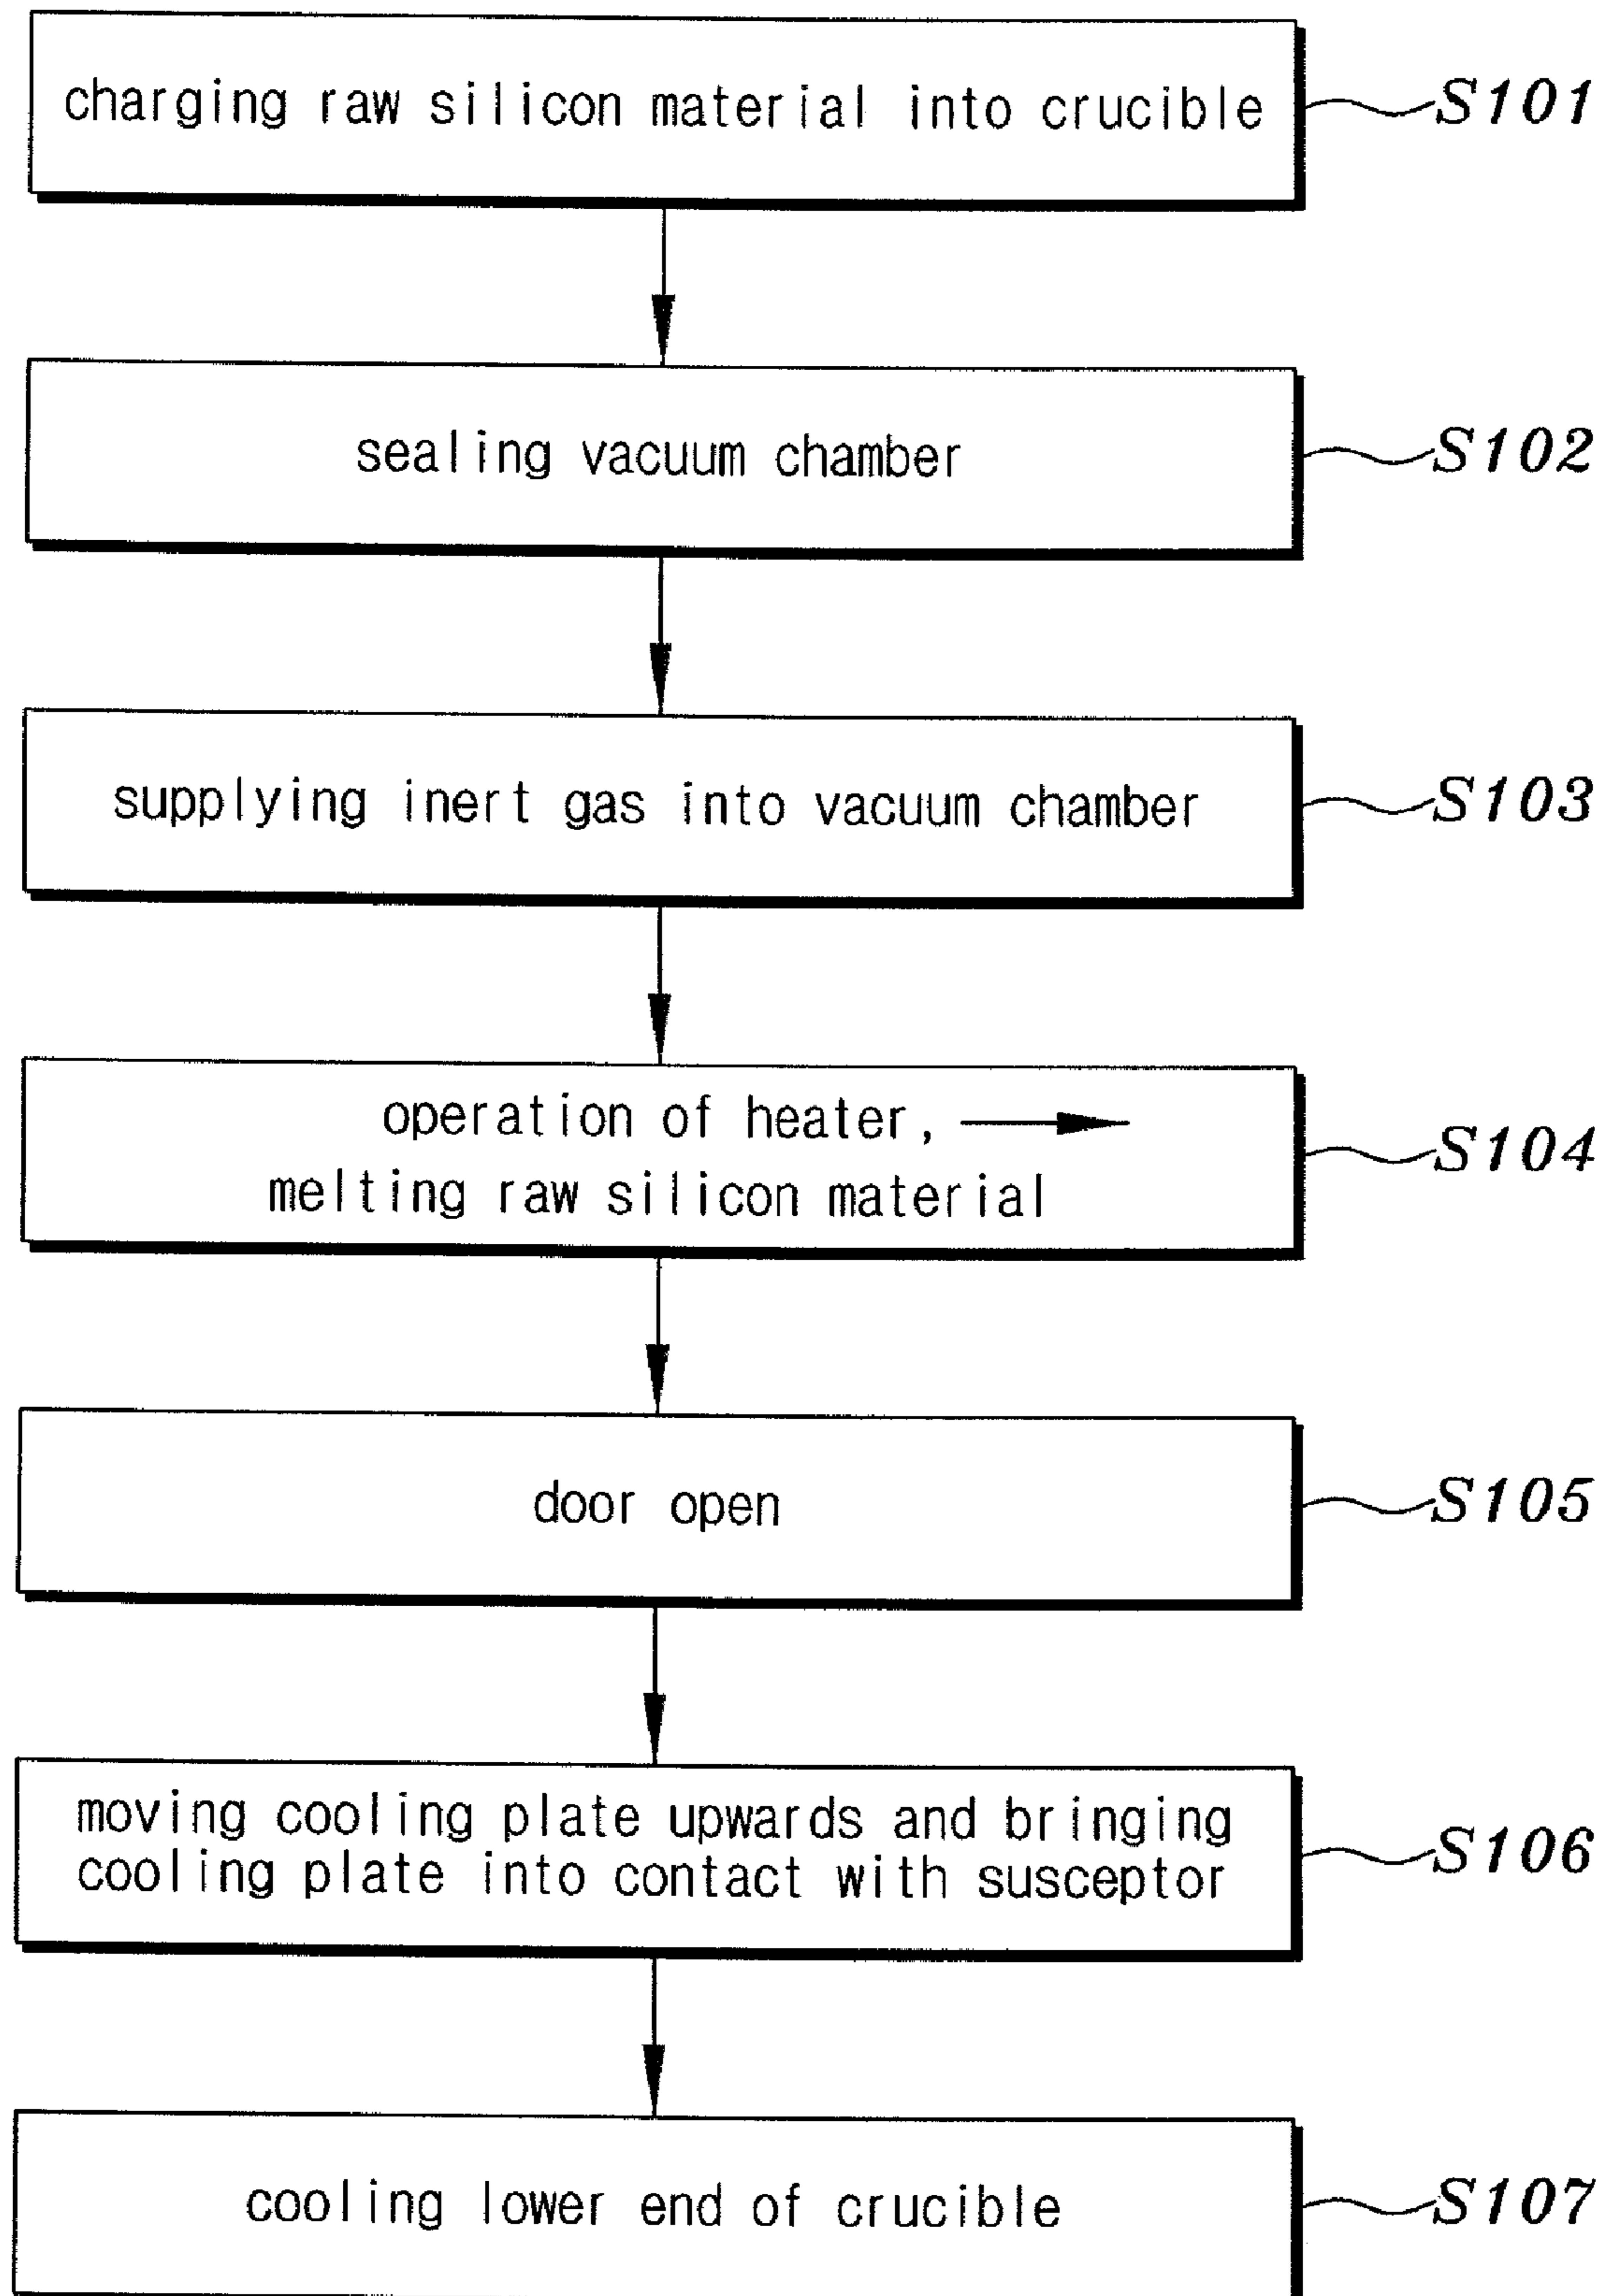 charging raw silicon material into crucible S101
sealing vacuum chamber S102
supplying inert gas into vacuum chamber S103
operation of heater, →
melting raw silicon material S104
door open S105
moving cooling plate upwards and bringing
cooling plate into contact with susceptor S106
cooling lower end of crucible S107